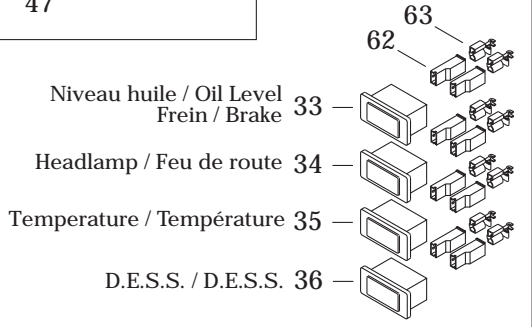 47
63
62
Niveau huile / Oil Level
Frein / Brake 33
Headlamp / Feu de route 34
Temperature / Température 35
D.E.S.S. / D.E.S.S. 36